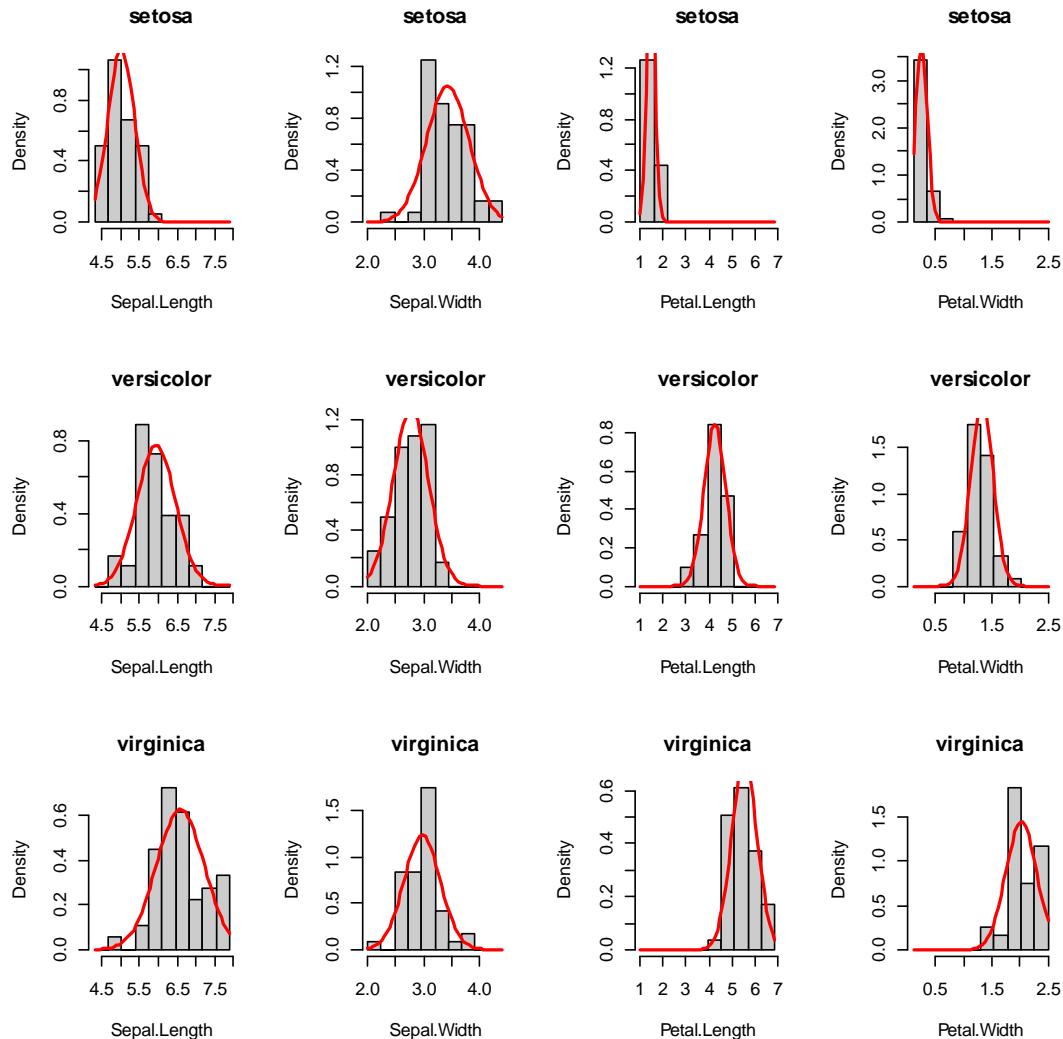 setosa
setosa
setosa
setosa
Density
0.0 0.4 0.8
4.5 5.5 6.5 7.5
Sepal.Length
Density
0.0 0.4 0.8 1.2
2.0 3.0 4.0
Sepal.Width
Density
0.0 0.4 0.8 1.2
1 2 3 4 5 6 7
Petal.Length
Density
0.0 1.0 2.0 3.0
0.5 1.5 2.5
Petal.Width
versicolor
versicolor
versicolor
versicolor
Density
0.0 0.4 0.8
4.5 5.5 6.5 7.5
Sepal.Length
Density
0.0 0.4 0.8 1.2
2.0 3.0 4.0
Sepal.Width
Density
0.0 0.2 0.4 0.6 0.8
1 2 3 4 5 6 7
Petal.Length
Density
0.0 0.5 1.0 1.5
0.5 1.5 2.5
Petal.Width
virginica
virginica
virginica
virginica
Density
0.0 0.2 0.4 0.6
4.5 5.5 6.5 7.5
Sepal.Length
Density
0.0 0.5 1.0 1.5
2.0 3.0 4.0
Sepal.Width
Density
0.0 0.2 0.4 0.6
1 2 3 4 5 6 7
Petal.Length
Density
0.0 0.5 1.0 1.5
0.5 1.5 2.5
Petal.Width